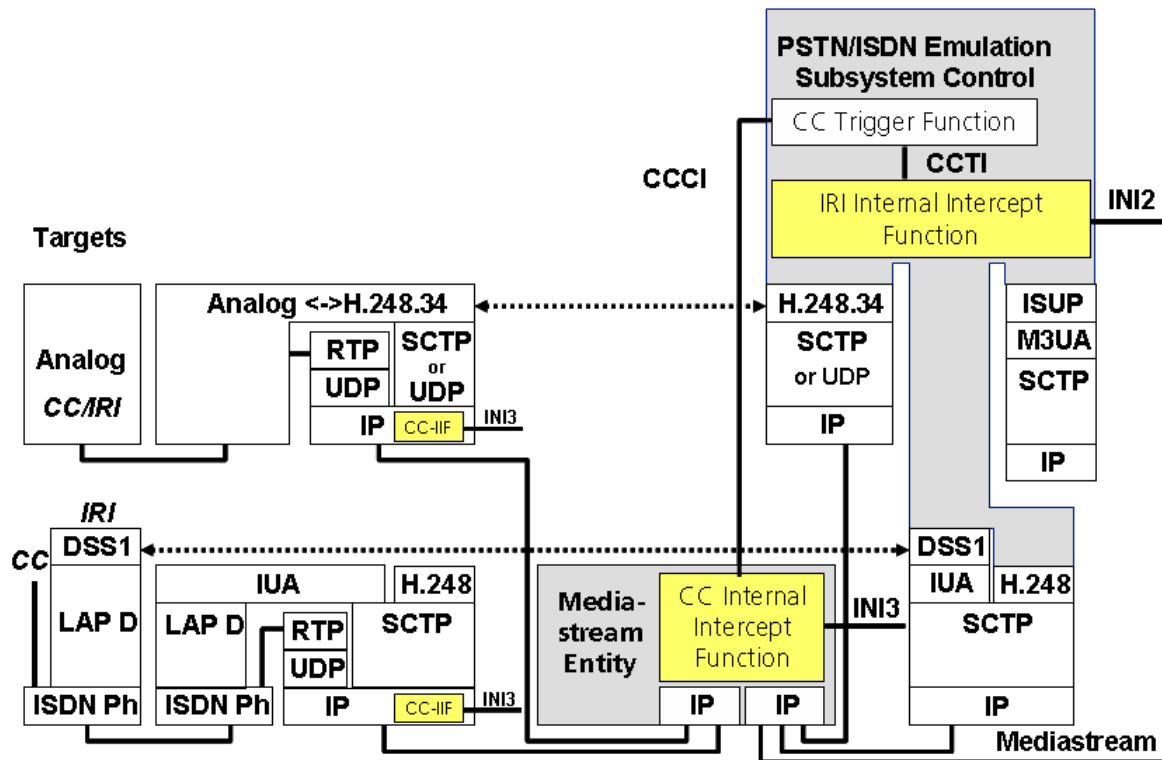 PSTN/ISDN Emulation
Subsystem Control
CC Trigger Function
CCTI
CCCI
IRI Internal Intercept
Function
INI2
Targets
Analog
CC/IRI
Analog <->H.248.34
RTP
UDP
SCTP
or
UDP
IP
CC-IIF
INI3
H.248.34
SCTP
or UDP
IP
ISUP
M3UA
SCTP
IP
IRI
CC
DSS1
LAP D
ISDN Ph
IUA
LAP D
ISDN Ph
RTP
UDP
H.248
SCTP
IP
CC-IIF
INI3
Media-
stream
Entity
CC Internal
Intercept
Function
INI3
IP
IP
DSS1
IUA
H.248
SCTP
IP
Mediastream